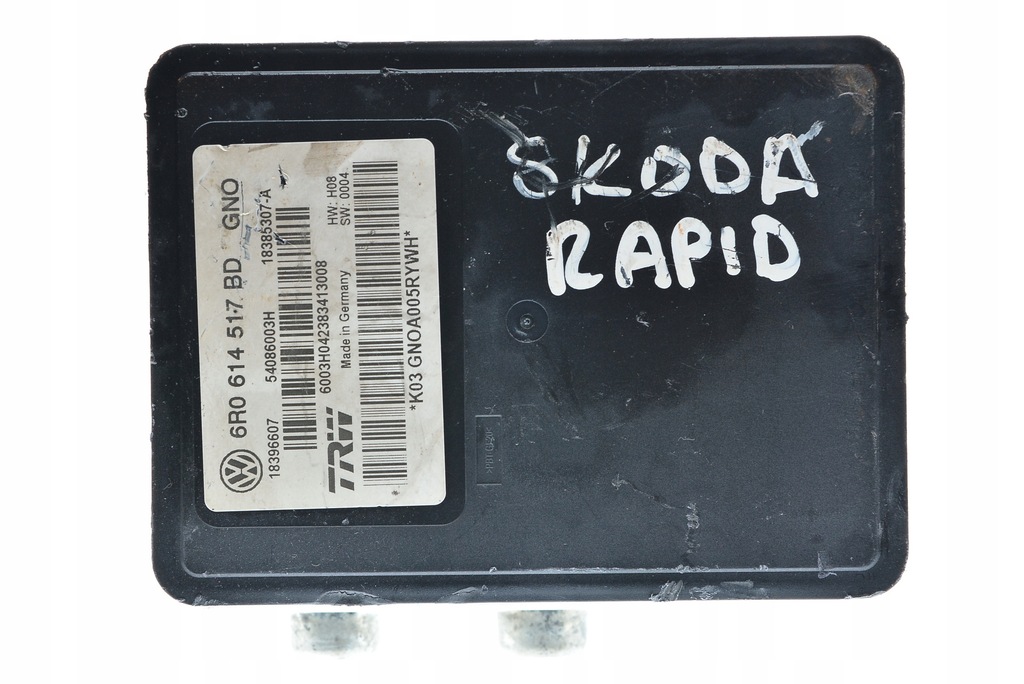 SKODA
RAPID
6R0 614 517 BD GNO
18396607 54086003H 18385307-A
TRW 6003H042383413008 HW: H08
Made in Germany SW: 0004
*K03 GNOA005RYWH*